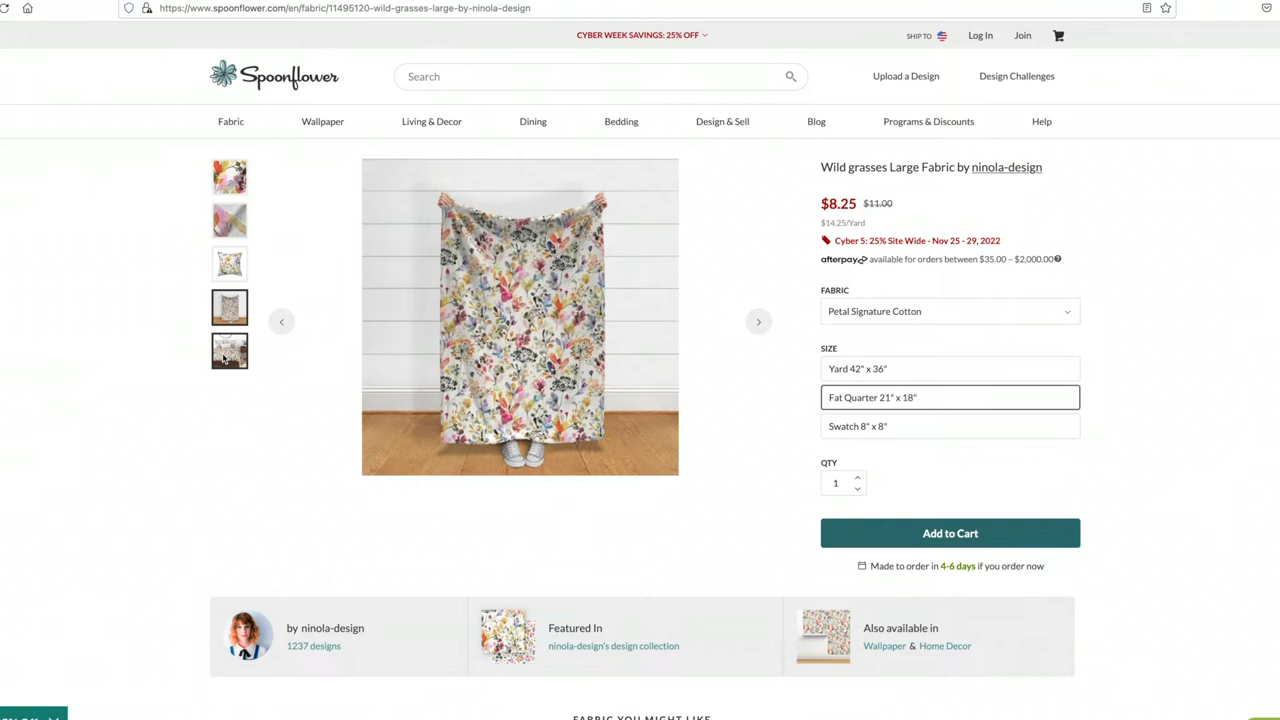 https://www.spoonflower.com/en/fabric/11495120-wild-grasses-large-by-ninola-design
CYBER WEEK SAVINGS: 25% OFF
SHIP TO
Log In
Join
Spoonflower
Search
Upload a Design
Design Challenges
Fabric
Wallpaper
Living & Decor
Dining
Bedding
Design & Sell
Blog
Programs & Discounts
Help
Wild grasses Large Fabric by ninola-design
$8.25 $11.00
$14.25/Yard
Cyber 5: 25% Site Wide - Nov 25 - 29, 2022
afterpay available for orders between $35.00 – $2,000.00
FABRIC
Petal Signature Cotton
SIZE
Yard 42" x 36"
Fat Quarter 21" x 18"
Swatch 8" x 8"
QTY
1
Add to Cart
Made to order in 4-6 days if you order now
by ninola-design
1237 designs
Featured In
ninola-design's design collection
Also available in
Wallpaper & Home Decor
FABRIC YOU MIGHT LIKE